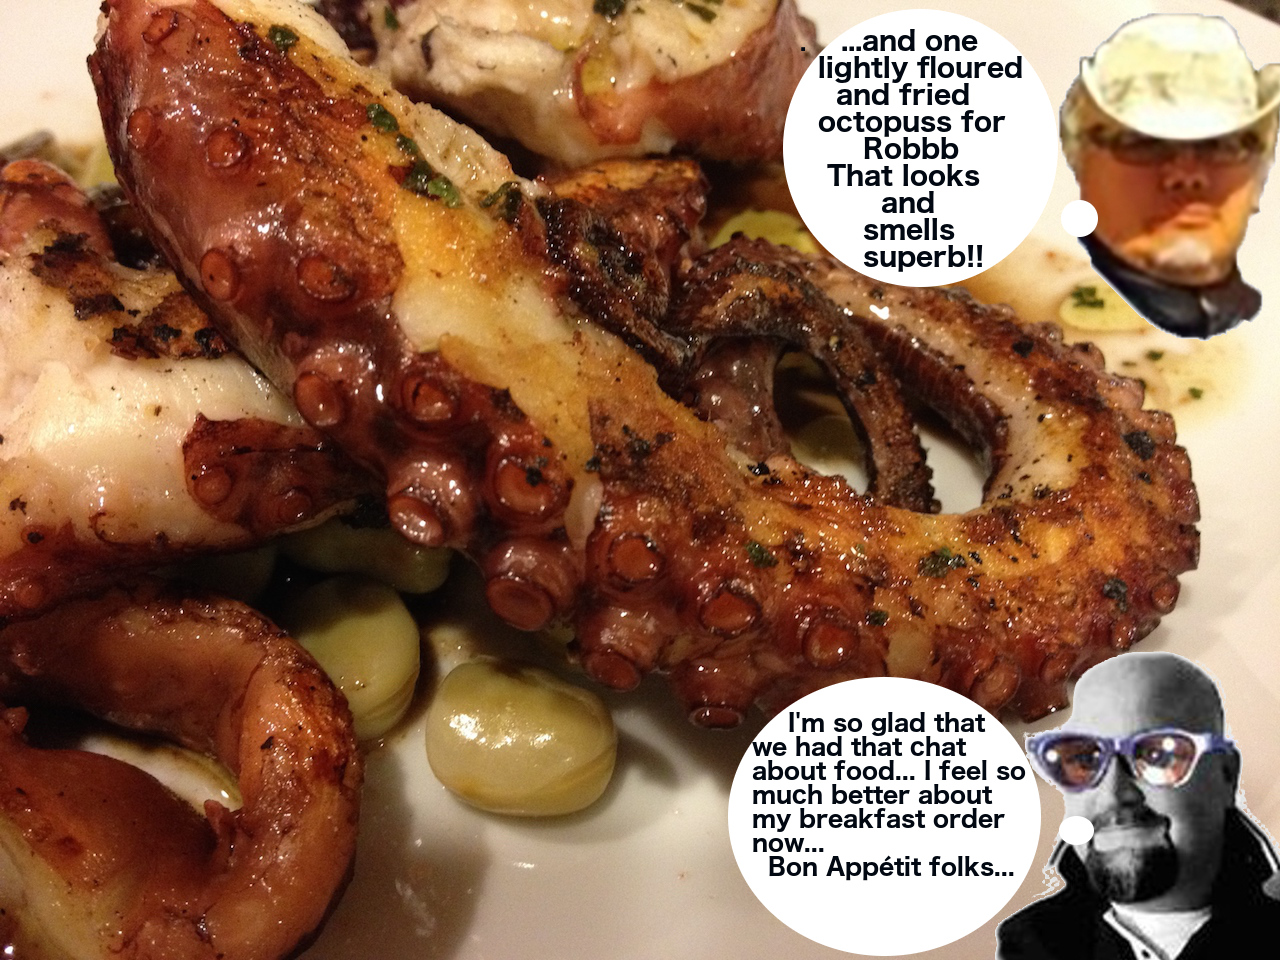 ...and one
lightly floured
and fried
octopuss for
Robbb
That looks
and
smells
superb!!
I'm so glad that
we had that chat
about food... I feel so
much better about
my breakfast order
now...
Bon Appétit folks...